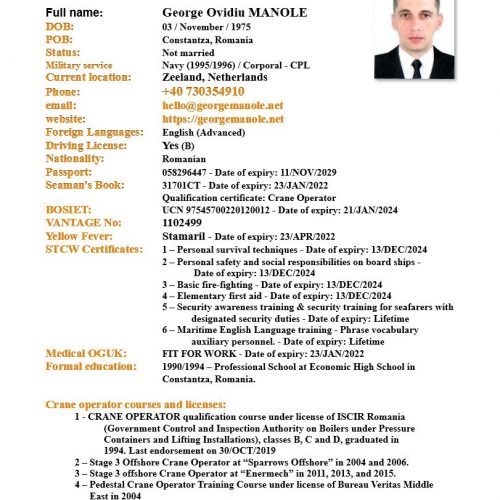 Full name: George Ovidiu MANOLE
DOB: 03 / November / 1975
POB: Constantza, Romania
Status: Not married
Military service Navy (1995/1996) / Corporal - CPL
Current location: Zeeland, Netherlands
Phone: +40 730354910
email: hello@georgemanole.net
website: https://georgemanole.net
Foreign Languages: English (Advanced)
Driving License: Yes (B)
Nationality: Romanian
Passport: 058296447 - Date of expiry: 11/NOV/2029
Seaman's Book: 31701CT - Date of expiry: 23/JAN/2022
Qualification certificate: Crane Operator
BOSIET: UCN 97545700220120012 - Date of expiry: 21/JAN/2024
VANTAGE No: 1102499
Yellow Fever: Stamaril - Date of expiry: 23/APR/2022
STCW Certificates: 1 – Personal survival techniques - Date of expiry: 13/DEC/2024
2 – Personal safety and social responsibilities on board ships -
Date of expiry: 13/DEC/2024
3 – Basic fire-fighting - Date of expiry: 13/DEC/2024
4 – Elementary first aid - Date of expiry: 13/DEC/2024
5 – Security awareness training & security training for seafarers with
designated security duties - Date of expiry: Lifetime
6 – Maritime English Language training - Phrase vocabulary
auxiliary personnel. - Date of expiry: Lifetime
Medical OGUK: FIT FOR WORK - Date of expiry: 23/JAN/2022
Formal education: 1990/1994 – Professional School at Economic High School in
Constantza, Romania.
Crane operator courses and licenses:
1 - CRANE OPERATOR qualification course under license of ISCIR Romania
(Government Control and Inspection Authority on Boilers under Pressure
Containers and Lifting Installations), classes B, C and D, graduated in
1994. Last endorsement on 30/OCT/2019
2 – Stage 3 Offshore Crane Operator at "Sparrows Offshore" in 2004 and 2006.
3 – Stage 3 Offshore Crane Operator at "Enermech" in 2011, 2013, and 2015.
4 – Pedestal Crane Operator Training course under license of Bureau Veritas Middle
East in 2004